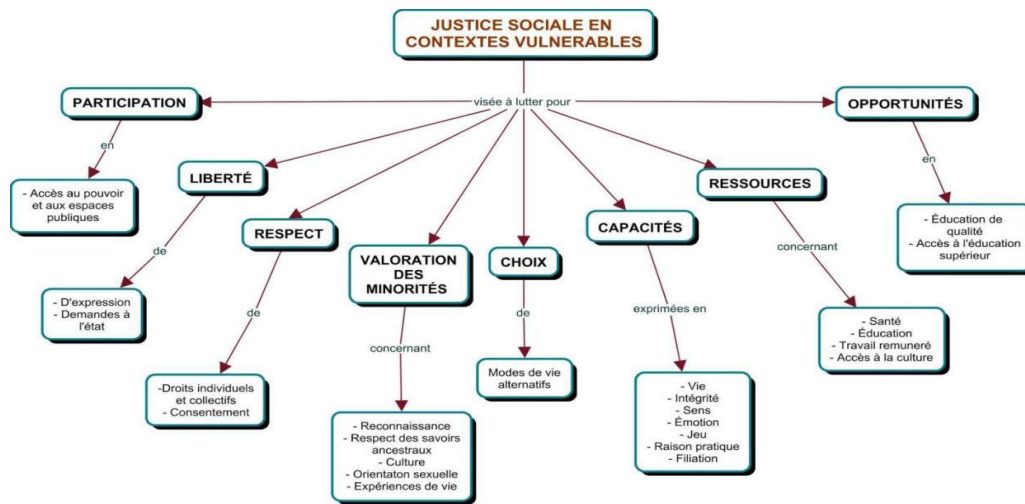 JUSTICE SOCIALE EN
CONTEXTES VULNERABLES
visée à lutter pour
PARTICIPATION
en
- Accès au pouvoir
et aux espaces
publiques
LIBERTÉ
de
- D'expression
- Demandes à
l'état
RESPECT
de
-Droits individuels
et collectifs
- Consentement
VALORATION
DES
MINORITÉS
concernant
- Reconnaissance
- Respect des savoirs
ancestraux
- Culture
- Orientaton sexuelle
- Expériences de vie
CHOIX
de
Modes de vie
alternatifs
CAPACITÉS
exprimées en
- Vie
- Intégrité
- Sens
- Émotion
- Jeu
- Raison pratique
- Filiation
RESSOURCES
concernant
- Santé
- Éducation
- Travail remuneré
- Accès à la culture
OPPORTUNITÉS
en
- Éducation de
qualité
- Accès à l'éducation
supérieur